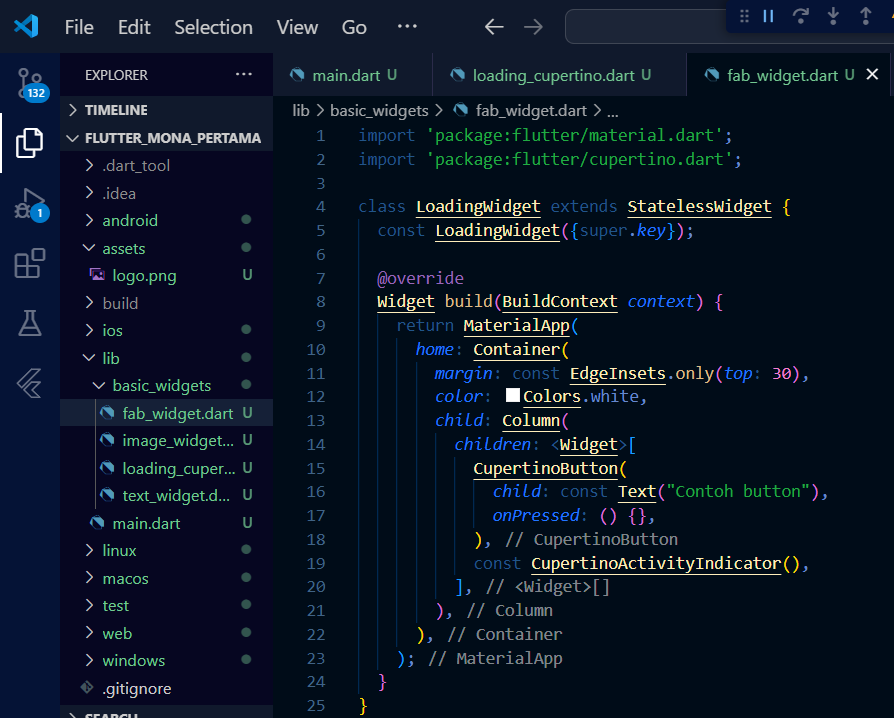 File Edit Selection View Go ...
132
1
EXPLORER ...
TIMELINE
FLUTTER_MONA_PERTAMA
.dart_tool
.idea
android
assets
logo.png U
build
ios
lib
basic_widgets
fab_widget.dart U
image_widget... U
loading_cuper... U
text_widget.d... U
main.dart U
linux
macos
test
web
windows
.gitignore
SEARCH
main.dart U
loading_cupertino.dart U
fab_widget.dart U
lib > basic_widgets > fab_widget.dart > ...
1 import 'package:flutter/material.dart';
2 import 'package:flutter/cupertino.dart';
3
4 class LoadingWidget extends StatelessWidget {
5 const LoadingWidget({super.key});
6
7 @override
8 Widget build(BuildContext context) {
9 return MaterialApp(
10 home: Container(
11 margin: const EdgeInsets.only(top: 30),
12 color: Colors.white,
13 child: Column(
14 children: <Widget>[
15 CupertinoButton(
16 child: const Text("Contoh button"),
17 onPressed: () {},
18 ), // CupertinoButton
19 const CupertinoActivityIndicator(),
20 ], // <Widget>[]
21 ), // Column
22 ), // Container
23 ); // MaterialApp
24 }
25 }